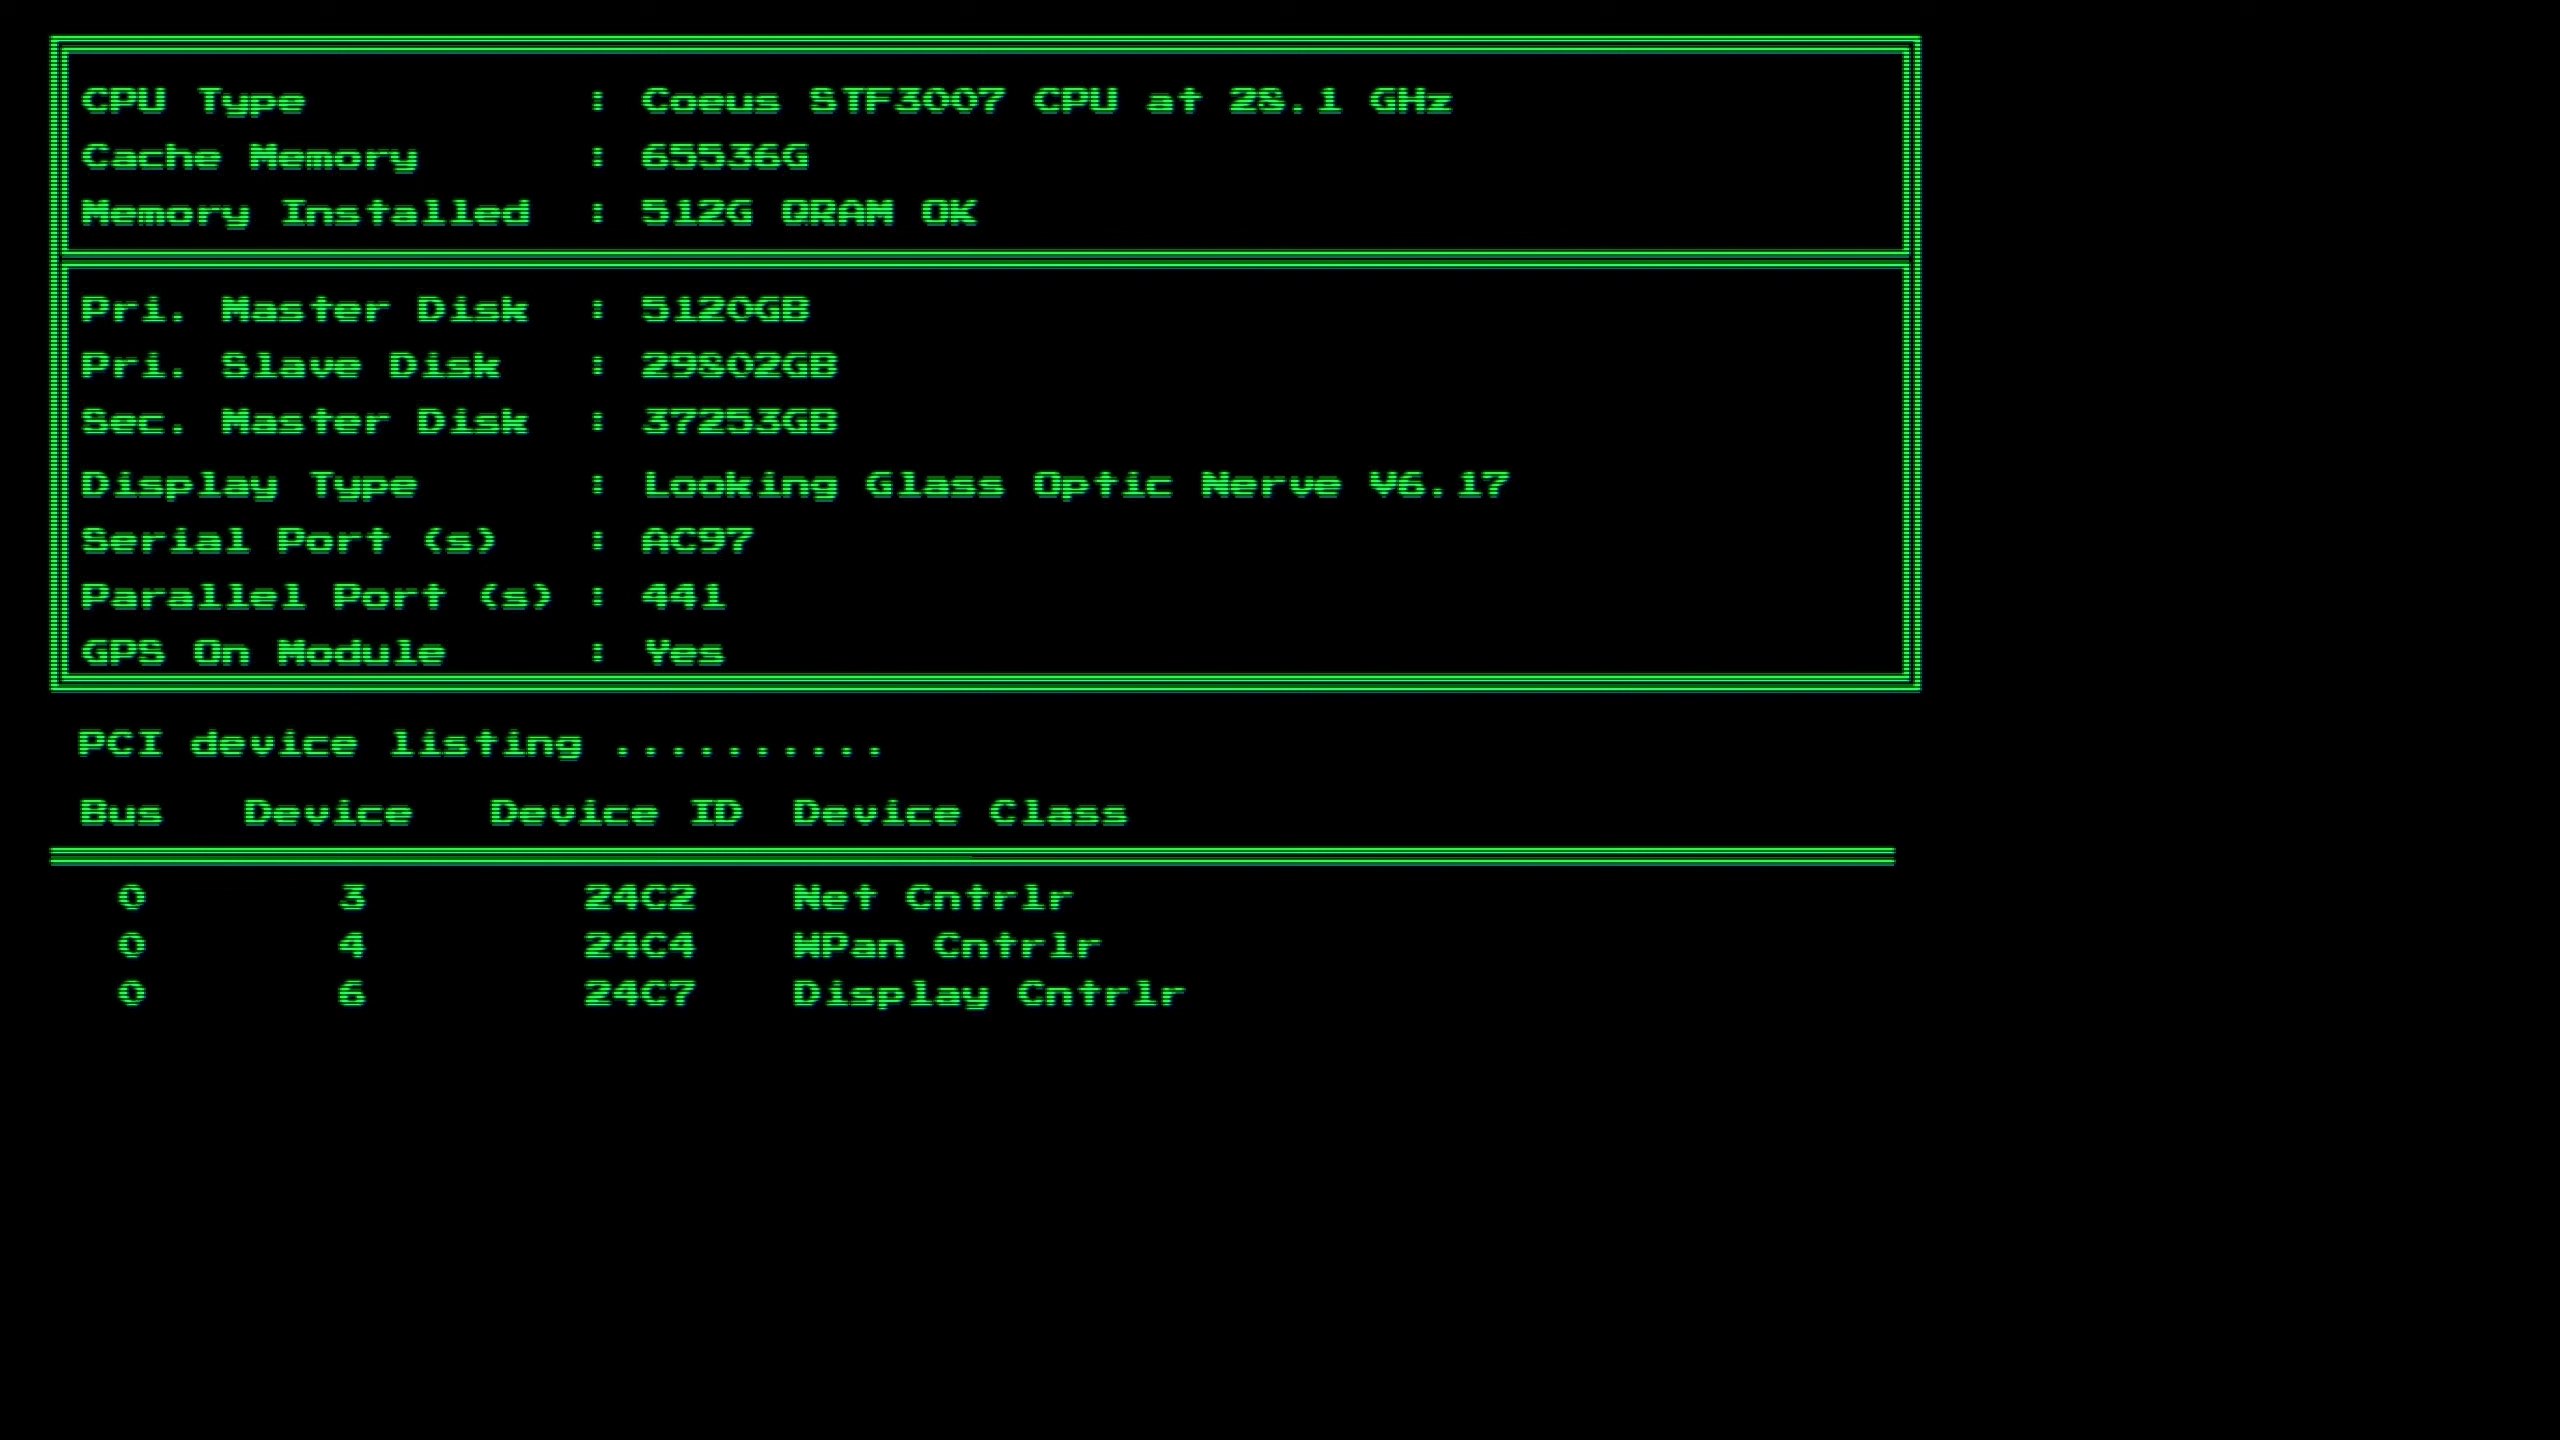 CPU Type : Coeus STF3007 CPU at 28.1 GHz
Cache Memory : 65536G
Memory Installed : 512G QRAM OK
Pri. Master Disk : 5120GB
Pri. Slave Disk : 29802GB
Sec. Master Disk : 37253GB
Display Type : Looking Glass Optic Nerve V6.17
Serial Port (s) : AC97
Parallel Port (s) : 441
GPS On Module : Yes
PCI device listing ..........
Bus Device Device ID Device Class
0 3 24C2 Net Cntrlr
0 4 24C4 WPan Cntrlr
0 6 24C7 Display Cntrlr